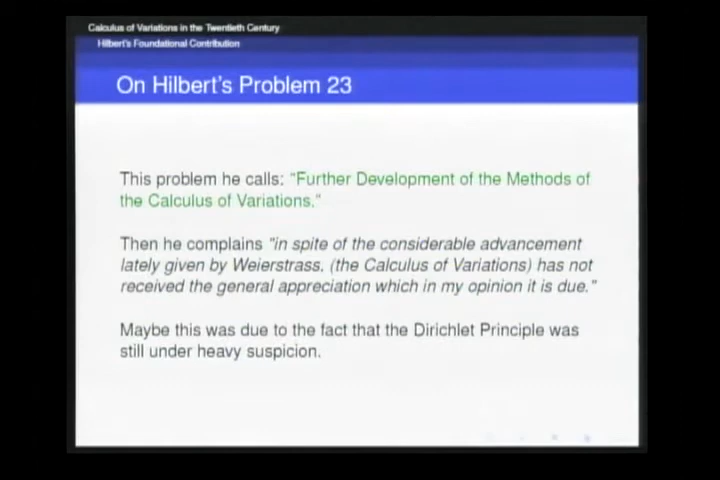 Calculus of Variations in the Twentieth Century
Hilbert's Foundational Contribution
On Hilbert's Problem 23
This problem he calls: "Further Development of the Methods of
the Calculus of Variations."
Then he complains "in spite of the considerable advancement
lately given by Weierstrass, (the Calculus of Variations) has not
received the general appreciation which in my opinion it is due."
Maybe this was due to the fact that the Dirichlet Principle was
still under heavy suspicion.